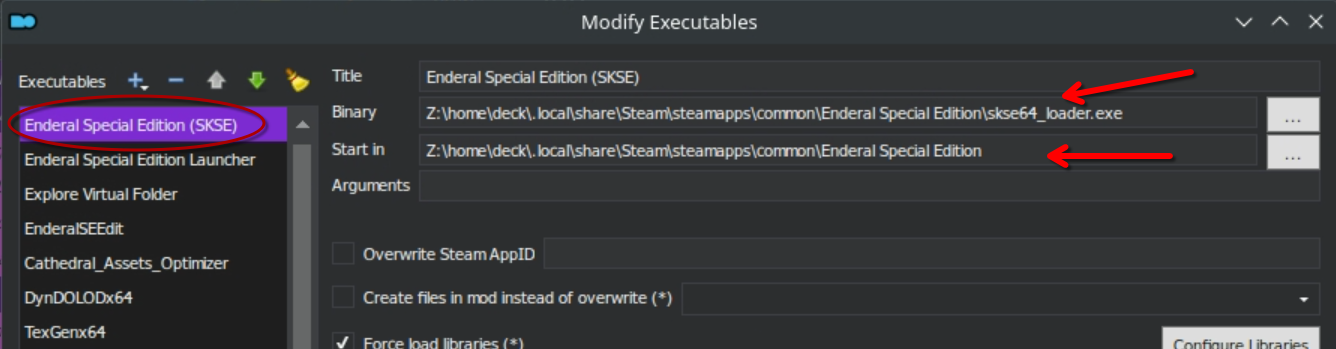 Modify Executables
Executables
Title
Enderal Special Edition (SKSE)
Binary
Z:\home\deck\.local\share\Steam\steamapps\common\Enderal Special Edition\skse64_loader.exe
...
Start in
Z:\home\deck\.local\share\Steam\steamapps\common\Enderal Special Edition
...
Arguments
Enderal Special Edition (SKSE)
Enderal Special Edition Launcher
Explore Virtual Folder
EnderalSEEdit
Cathedral_Assets_Optimizer
DynDOLODx64
TexGenx64
Overwrite Steam AppID
Create files in mod instead of overwrite (*)
Force load libraries (*)
Configure Libraries